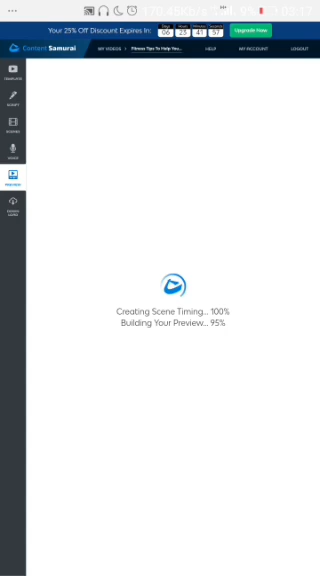 Your 25% Off Discount Expires In:
Days Hours Minutes Seconds
06 23 41 57
Upgrade Now
Content Samurai
MY VIDEOS > Fitness Tips To Help You...
HELP
MY ACCOUNT
LOGOUT
TEMPLATE
SCRIPT
SCENES
VOICE
PREVIEW
Creating Scene Timing... 100%
Building Your Preview... 95%